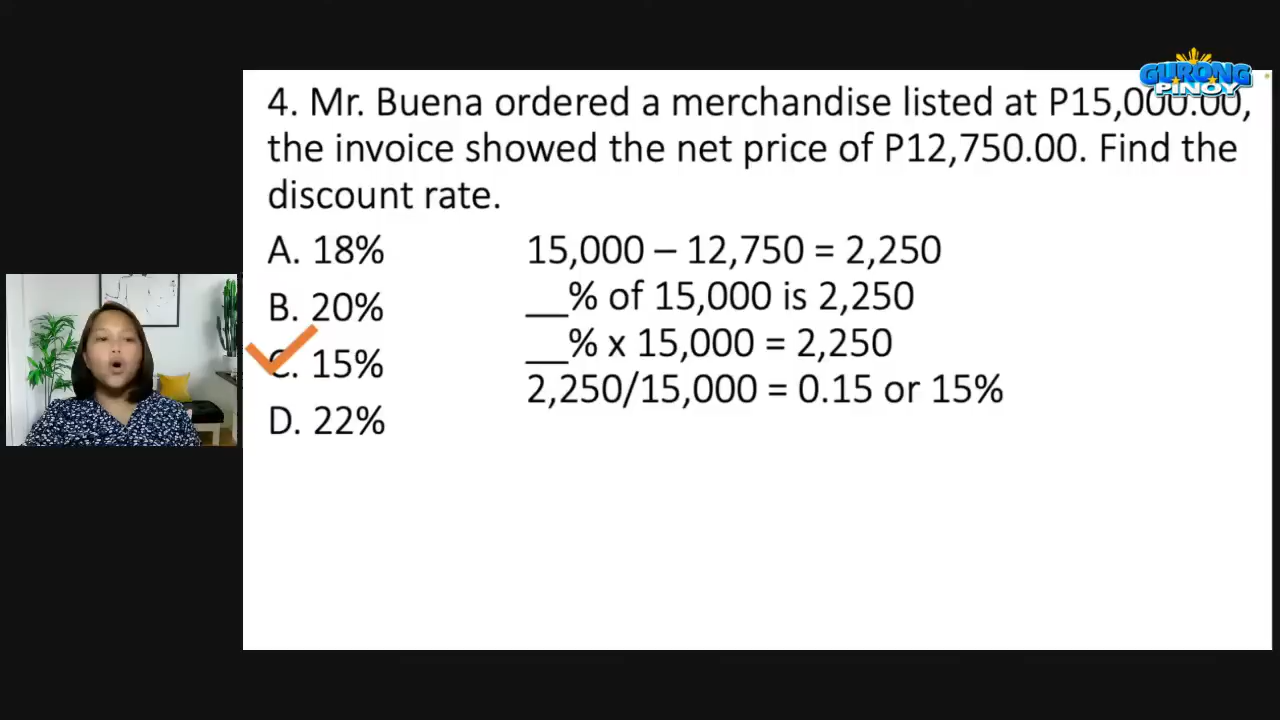 GURONG
PINOY
4. Mr. Buena ordered a merchandise listed at P15,000.00,
the invoice showed the net price of P12,750.00. Find the
discount rate.
A. 18%
B. 20%
C. 15%
D. 22%
15,000 – 12,750 = 2,250
__% of 15,000 is 2,250
__% x 15,000 = 2,250
2,250/15,000 = 0.15 or 15%